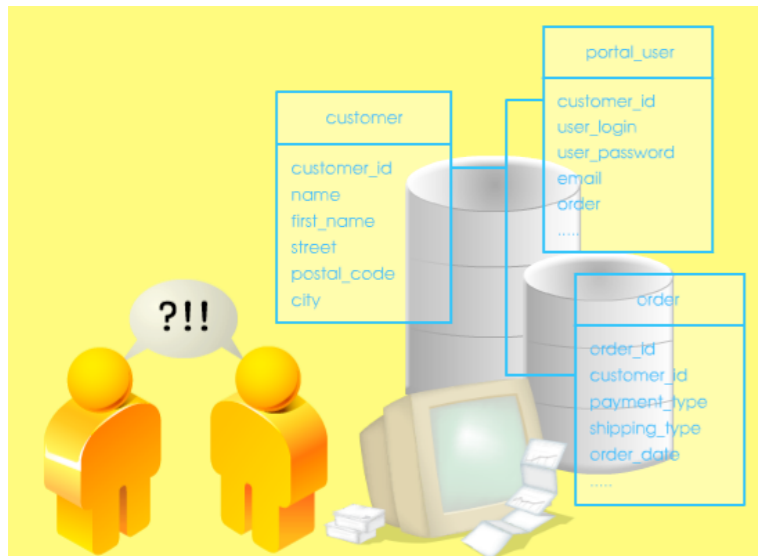 portal_user
customer_id
user_login
user_password
email
order
.....
customer
customer_id
name
first_name
street
postal_code
city
?!!
order
order_id
customer_id
payment_type
shipping_type
order_date
.....